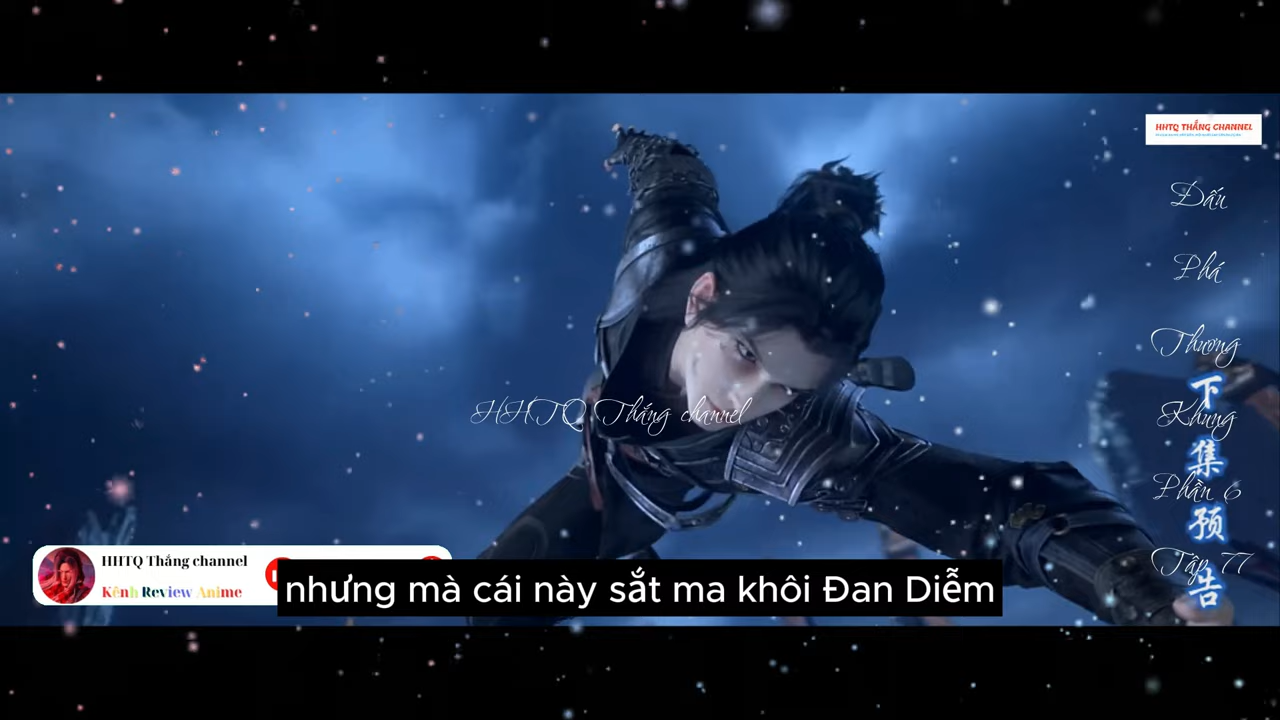 HHTQ THẮNG CHANNEL
Dấu
Phá
Thương
Khung
Phần 6
Tập 77
下集预告
HHTQ Thắng channel
HHTQ Thắng channel
Kênh Review Anime
nhưng mà cái này sắt ma khôi Đan Diễm